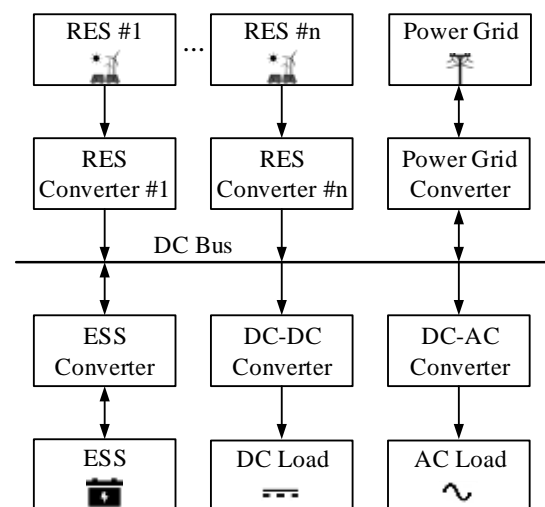 RES #1
...
RES #n
Power Grid
RES
Converter #1
RES
Converter #n
Power Grid
Converter
DC Bus
ESS
Converter
DC-DC
Converter
DC-AC
Converter
ESS
DC Load
AC Load